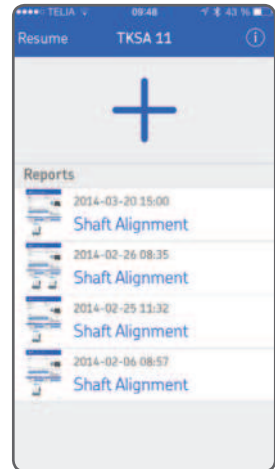 TELIA 09:48 43 %
Resume TKSA 11 i
Reports
2014-03-20 15:00
Shaft Alignment
2014-02-26 08:35
Shaft Alignment
2014-02-25 11:32
Shaft Alignment
2014-02-06 08:57
Shaft Alignment